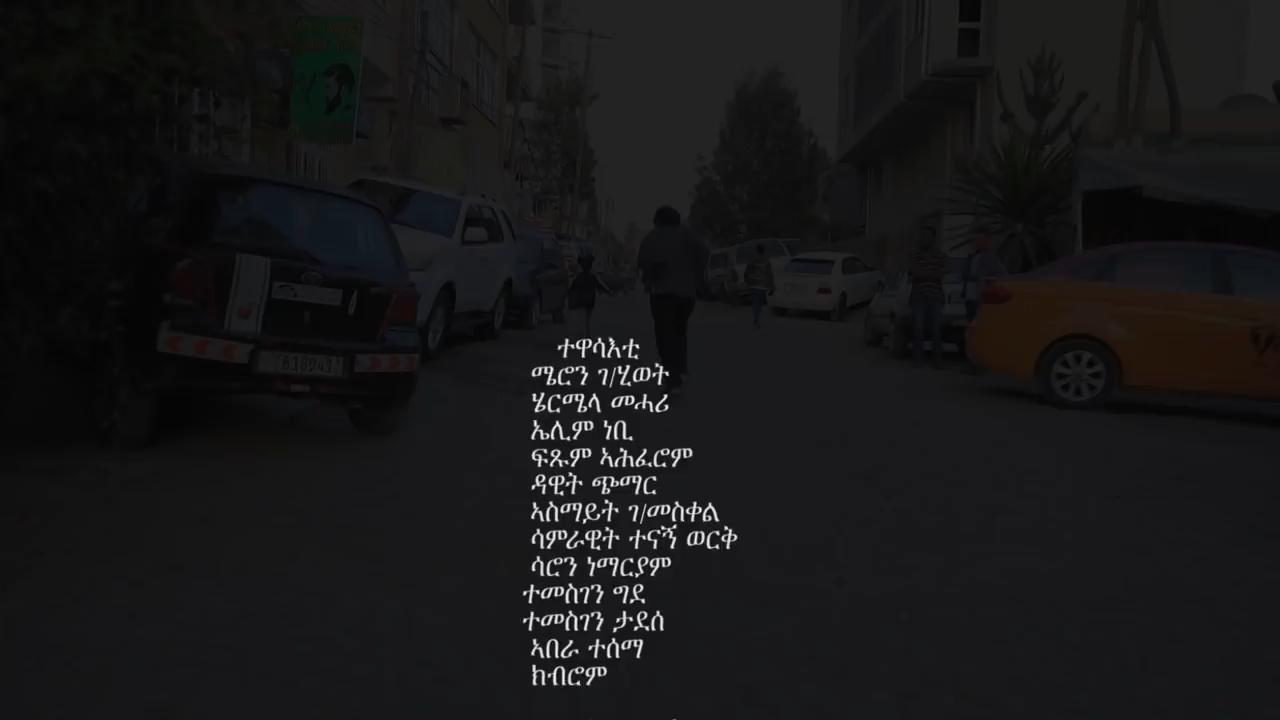 ተዋሳእቲ
ሜሮን ገ/ሂወት
ሄርሜላ መሓሪ
ኤሊም ነቢ
ፍጹም ኣሕፈሮም
ዳዊት ጭማር
ኣስማይት ገ/መስቀል
ሳምራዊት ተናኝ ወርቅ
ሳሮን ነማርያም
ተመስገን ግደ
ተመስገን ታደሰ
ኣበራ ተሰማ
ክብሮም